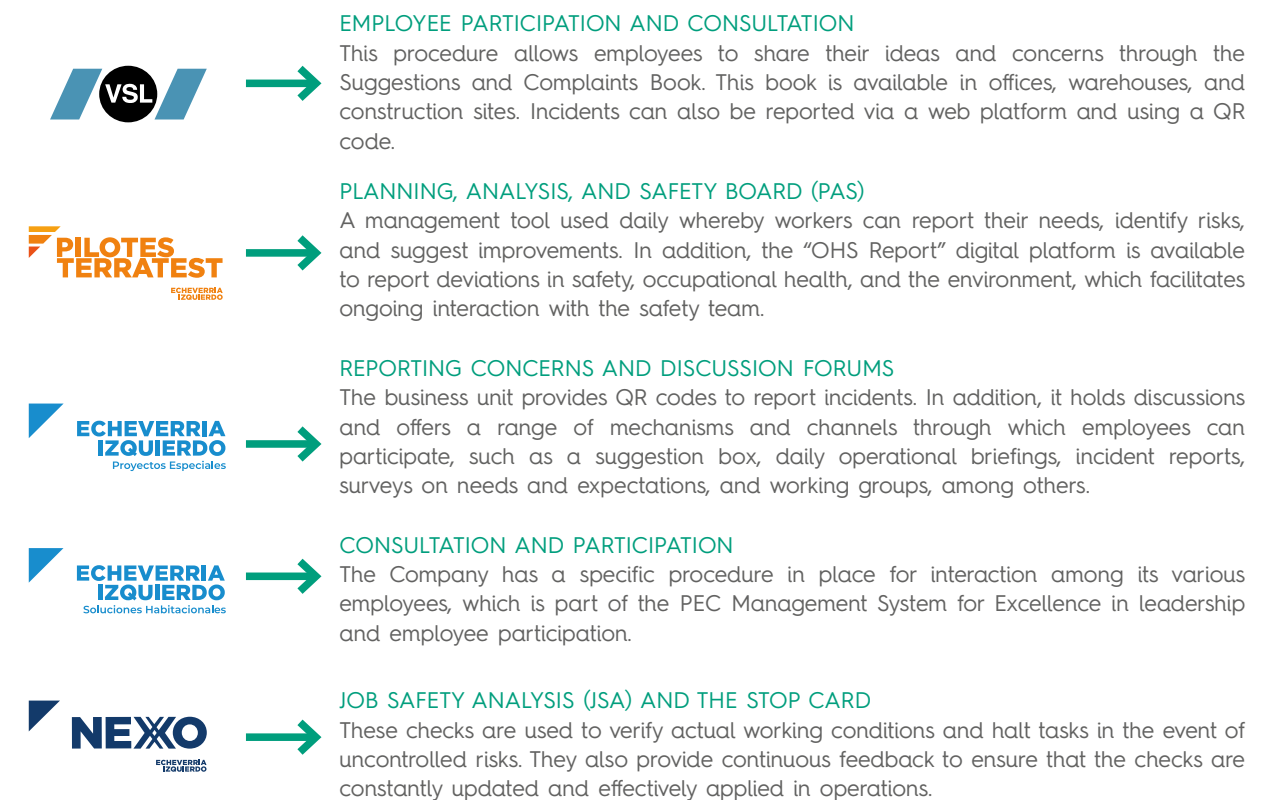 EMPLOYEE PARTICIPATION AND CONSULTATION
This procedure allows employees to share their ideas and concerns through the
Suggestions and Complaints Book. This book is available in offices, warehouses, and
construction sites. Incidents can also be reported via a web platform and using a QR
code.
VSL
PLANNING, ANALYSIS, AND SAFETY BOARD (PAS)
A management tool used daily whereby workers can report their needs, identify risks,
and suggest improvements. In addition, the “OHS Report” digital platform is available
to report deviations in safety, occupational health, and the environment, which facilitates
ongoing interaction with the safety team.
PILOTES
TERRATEST
ECHEVERRÍA
IZQUIERDO
REPORTING CONCERNS AND DISCUSSION FORUMS
The business unit provides QR codes to report incidents. In addition, it holds discussions
and offers a range of mechanisms and channels through which employees can
participate, such as a suggestion box, daily operational briefings, incident reports,
surveys on needs and expectations, and working groups, among others.
ECHEVERRIA
IZQUIERDO
Proyectos Especiales
CONSULTATION AND PARTICIPATION
The Company has a specific procedure in place for interaction among its various
employees, which is part of the PEC Management System for Excellence in leadership
and employee participation.
ECHEVERRIA
IZQUIERDO
Soluciones Habitacionales
JOB SAFETY ANALYSIS (JSA) AND THE STOP CARD
These checks are used to verify actual working conditions and halt tasks in the event of
uncontrolled risks. They also provide continuous feedback to ensure that the checks are
constantly updated and effectively applied in operations.
NEXXO
ECHEVERRÍA
IZQUIERDO